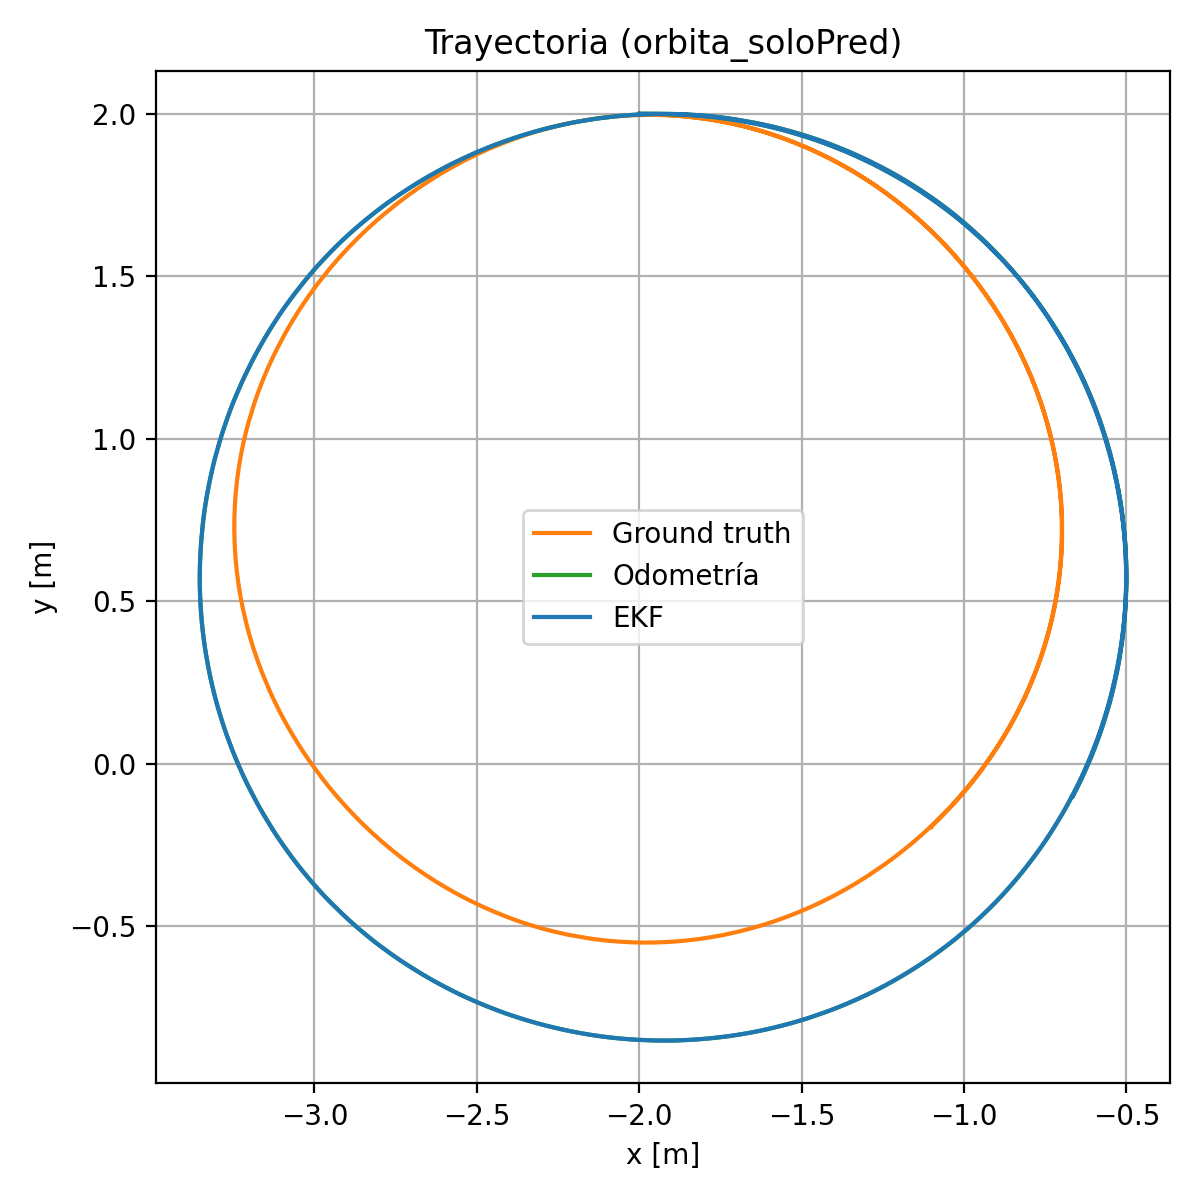 Trayectoria (orbita_soloPred)
2.0
1.5
1.0
0.5
0.0
−0.5
y [m]
Ground truth
Odometría
EKF
−3.0 −2.5 −2.0 −1.5 −1.0 −0.5
x [m]